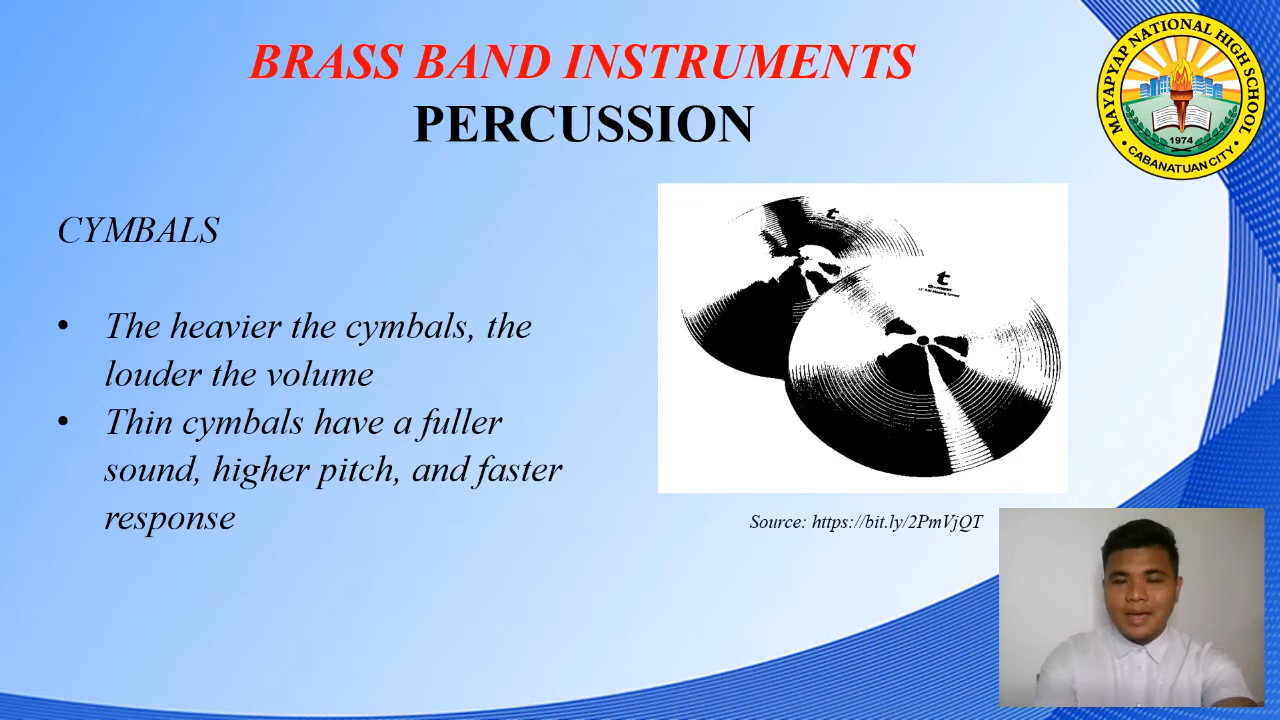 BRASS BAND INSTRUMENTS
PERCUSSION
MAYAPYAP NATIONAL HIGH SCHOOL
1974
• CABANATUAN CITY •
CYMBALS
• The heavier the cymbals, the
louder the volume
• Thin cymbals have a fuller
sound, higher pitch, and faster
response
t
t
Source: https://bit.ly/2PmVjQT